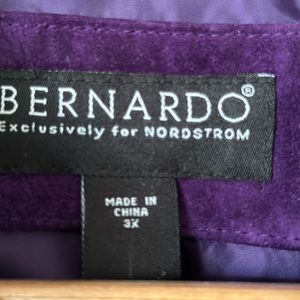 BERNARDO®
Exclusively for NORDSTROM
MADE IN
CHINA
3X